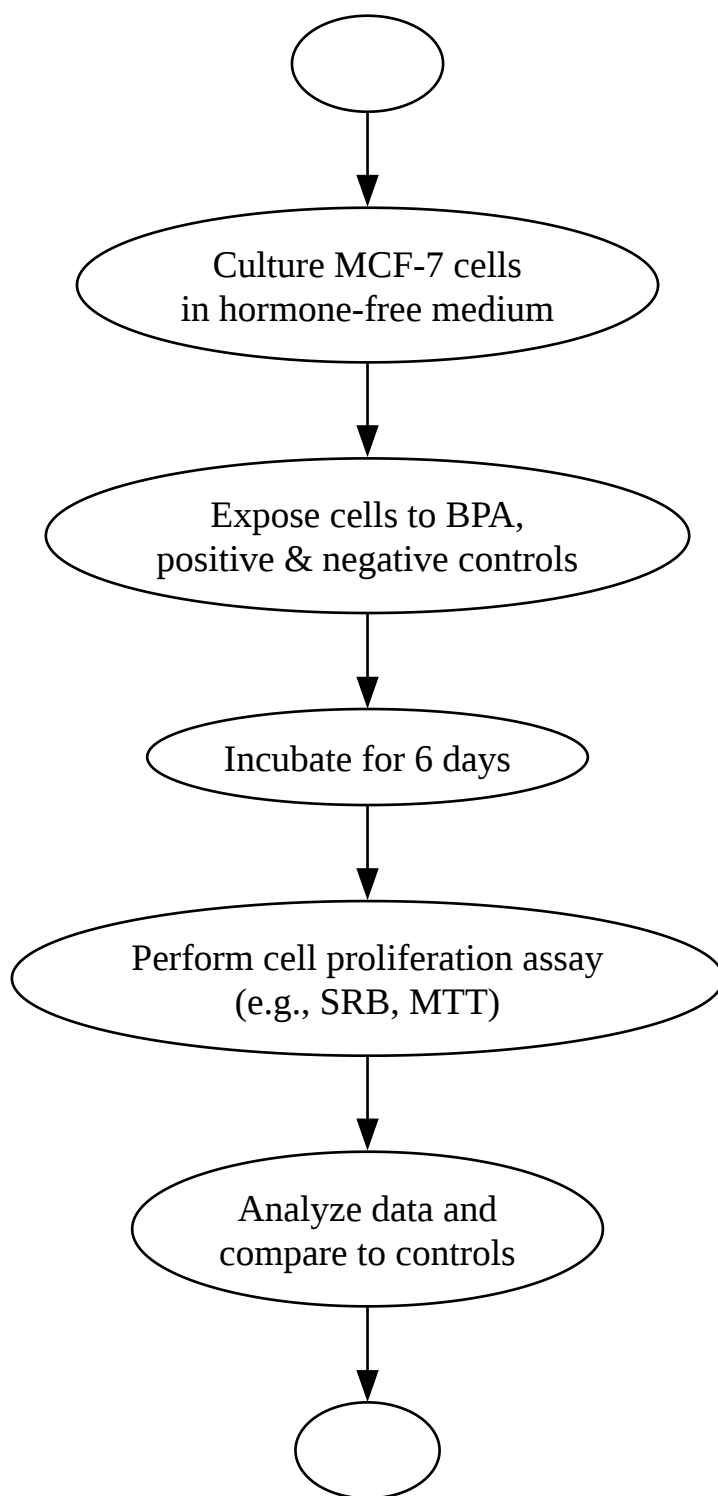 Culture MCF-7 cells
in hormone-free medium
Expose cells to BPA,
positive & negative controls
Incubate for 6 days
Perform cell proliferation assay
(e.g., SRB, MTT)
Analyze data and
compare to controls